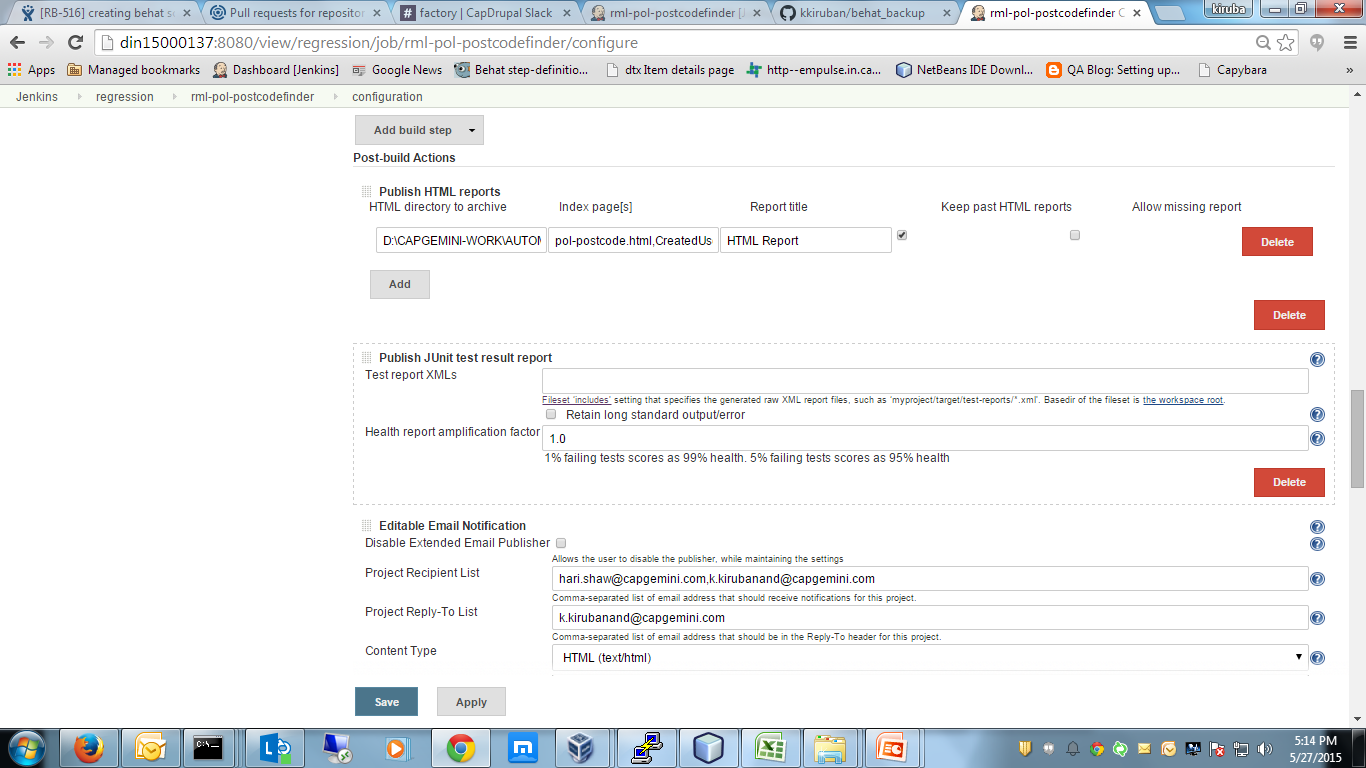 [RB-516] creating behat se
Pull requests for repositor
factory | CapDrupal Slack
rml-pol-postcodefinder [J
kkiruban/behat_backup
rml-pol-postcodefinder C
kiruba
din15000137:8080/view/regression/job/rml-pol-postcodefinder/configure
Apps
Managed bookmarks
Dashboard [Jenkins]
Google News
Behat step-definitio...
dtx Item details page
http--empulse.in.ca...
NetBeans IDE Downl...
QA Blog: Setting up...
Capybara
»
Jenkins
regression
rml-pol-postcodefinder
configuration
Add build step
Post-build Actions
Publish HTML reports
HTML directory to archive
Index page[s]
Report title
Keep past HTML reports
Allow missing report
D:\CAPGEMINI-WORK\AUTOM
pol-postcode.html,CreatedUs
HTML Report
Delete
Add
Delete
Publish JUnit test result report
Test report XMLs
Fileset 'includes' setting that specifies the generated raw XML report files, such as 'myproject/target/test-reports/*.xml'. Basedir of the fileset is the workspace root.
Retain long standard output/error
Health report amplification factor
1.0
1% failing tests scores as 99% health. 5% failing tests scores as 95% health
Delete
Editable Email Notification
Disable Extended Email Publisher
Allows the user to disable the publisher, while maintaining the settings
Project Recipient List
hari.shaw@capgemini.com,k.kirubanand@capgemini.com
Comma-separated list of email address that should receive notifications for this project.
Project Reply-To List
k.kirubanand@capgemini.com
Comma-separated list of email address that should be in the Reply-To header for this project.
Content Type
HTML (text/html)
Save
Apply
5:14 PM
5/27/2015